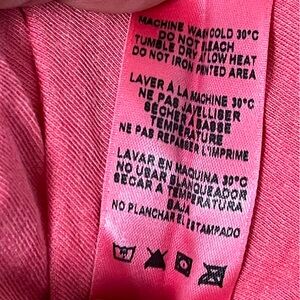 MACHINE WASH COLD 30°C
DO NOT BLEACH
TUMBLE DRY AT LOW HEAT
DO NOT IRON PRINTED AREA
LAVER A LA MACHINE 30°C
NE PAS JAVELLISER
SÉCHER A BASSE
TEMPÉRATURE
NE PAS REPASSER L'IMPRIME
LAVAR EN MAQUINA 30°C
NO USAR BLANQUEADOR
SECAR A TEMPERATURA
BAJA
NO PLANCHAR EL ESTAMPADO